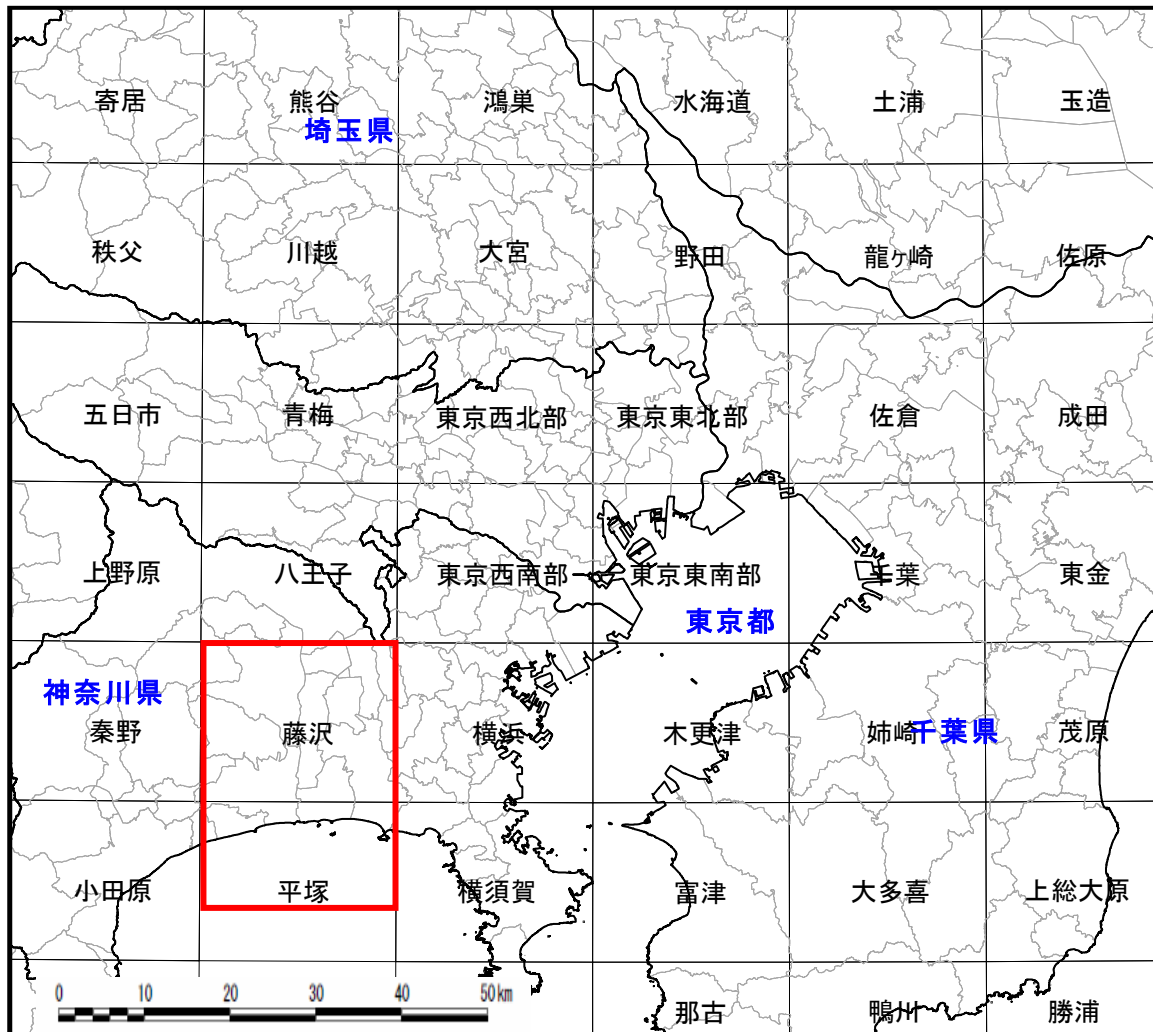 寄居 熊谷 鴻巣 水海道 土浦 玉造
埼玉県
秩父 川越 大宮 野田 龍ヶ崎 佐原
五日市 青梅 東京西北部 東京東北部 佐倉 成田
上野原 八王子 東京西南部 東京東南部 千葉 東金
東京都
神奈川県
秦野 藤沢 横浜 木更津 姉崎 千葉県 茂原
小田原 平塚 横須賀 富津 大多喜 上総大原
0 10 20 30 40 50km
那古 鴨川 勝浦